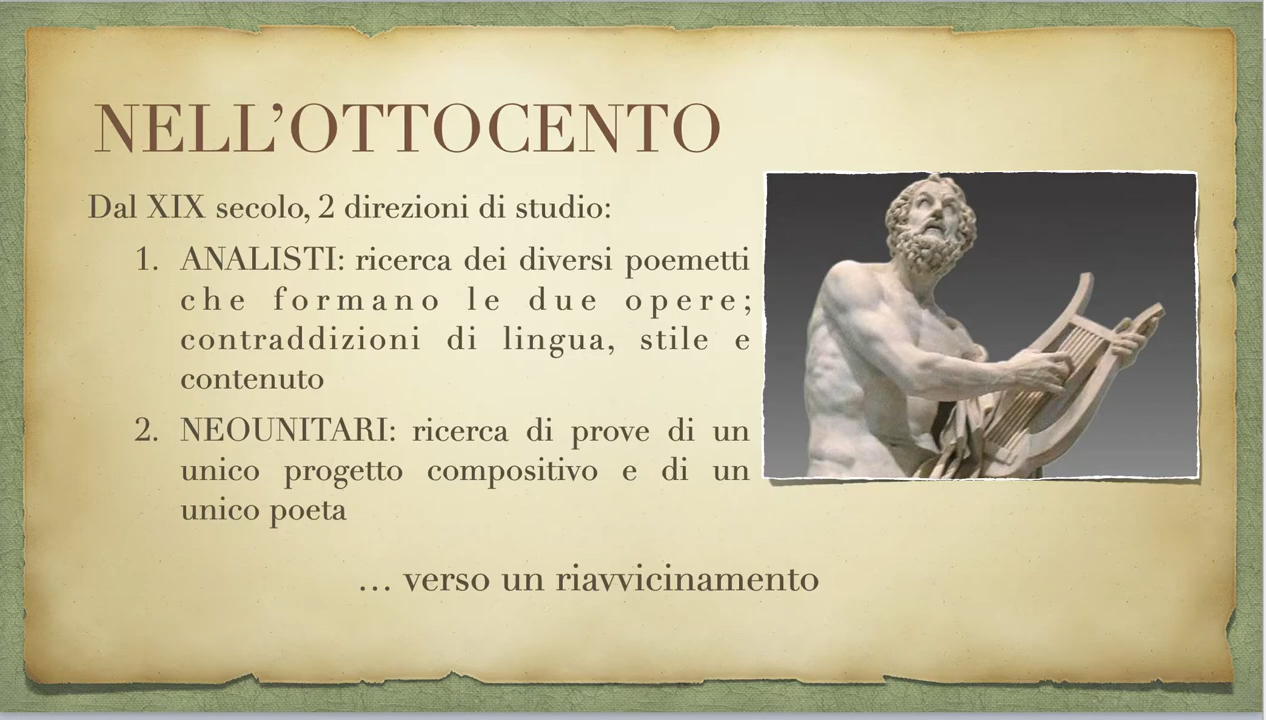 NELL’OTTOCENTO
Dal XIX secolo, 2 direzioni di studio:
1. ANALISTI: ricerca dei diversi poemetti
che formano le due opere;
contraddizioni di lingua, stile e
contenuto
2. NEOUNITARI: ricerca di prove di un
unico progetto compositivo e di un
unico poeta
… verso un riavvicinamento